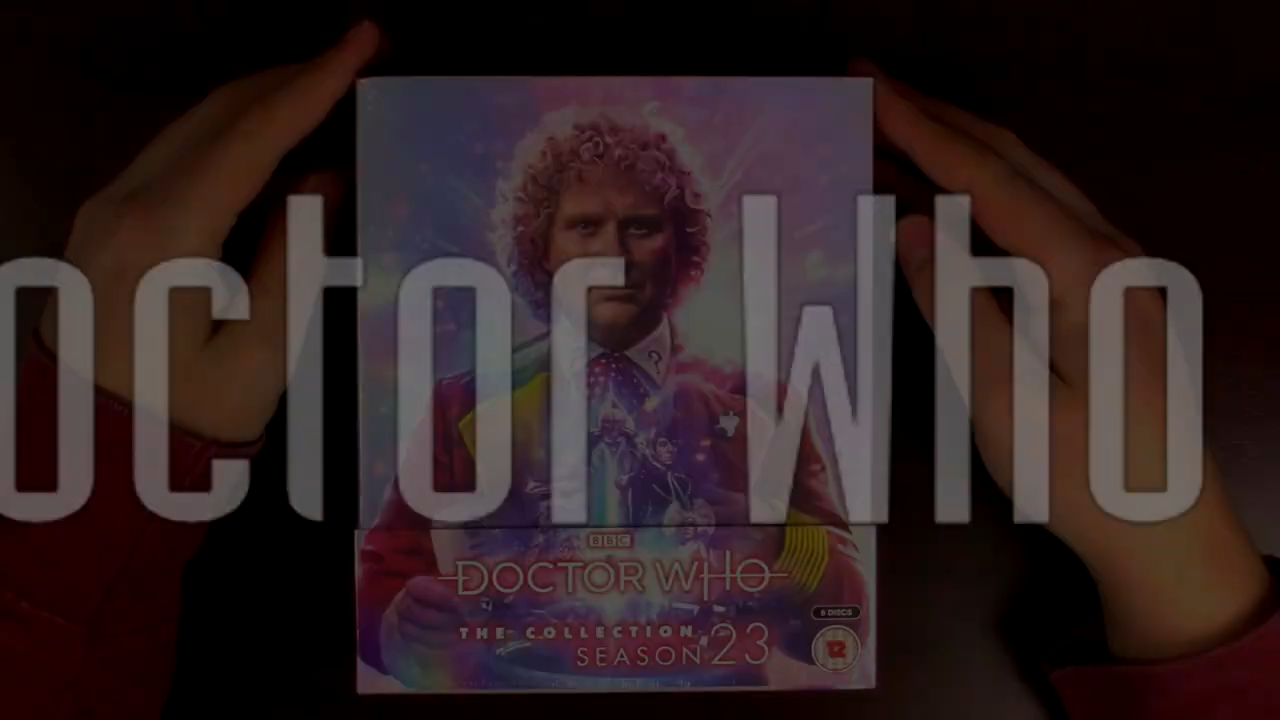 octor Who
?
BBC
DOCTOR WHO
THE COLLECTION
SEASON 23
6 DISCS
12